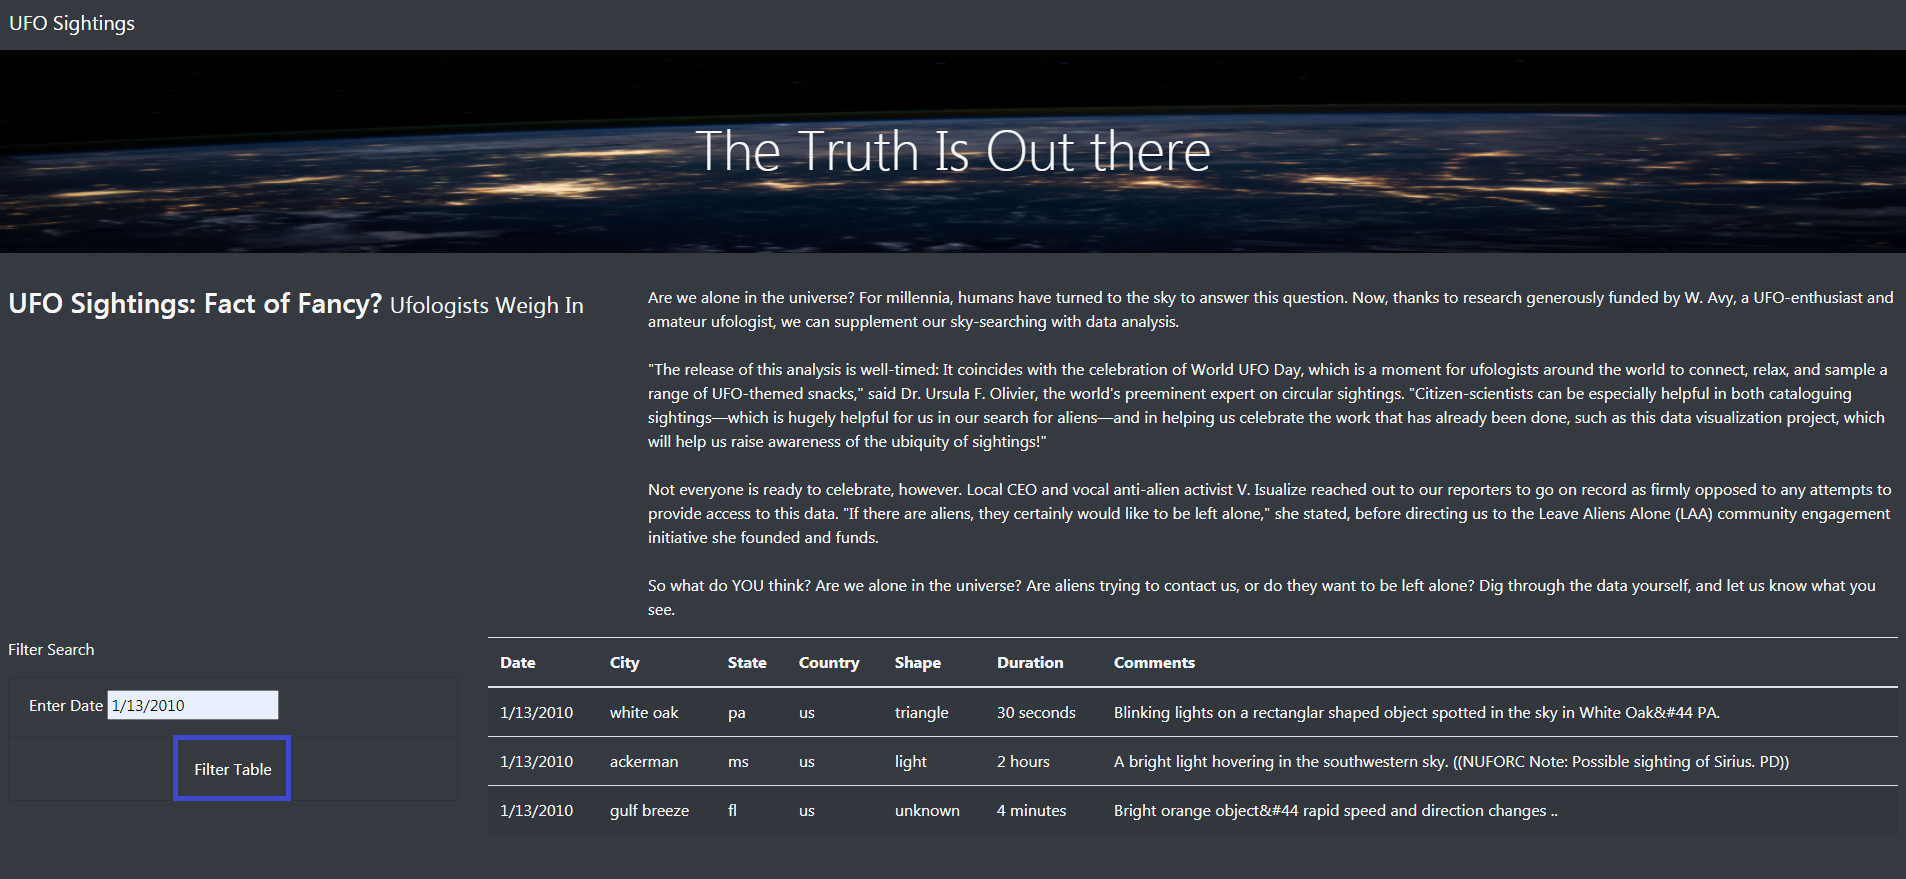 UFO Sightings
The Truth Is Out there
UFO Sightings: Fact of Fancy? Ufologists Weigh In
Are we alone in the universe? For millennia, humans have turned to the sky to answer this question. Now, thanks to research generously funded by W. Avy, a UFO-enthusiast and
amateur ufologist, we can supplement our sky-searching with data analysis.
"The release of this analysis is well-timed: It coincides with the celebration of World UFO Day, which is a moment for ufologists around the world to connect, relax, and sample a
range of UFO-themed snacks," said Dr. Ursula F. Olivier, the world's preeminent expert on circular sightings. "Citizen-scientists can be especially helpful in both cataloguing
sightings—which is hugely helpful for us in our search for aliens—and in helping us celebrate the work that has already been done, such as this data visualization project, which
will help us raise awareness of the ubiquity of sightings!"
Not everyone is ready to celebrate, however. Local CEO and vocal anti-alien activist V. Isualize reached out to our reporters to go on record as firmly opposed to any attempts to
provide access to this data. "If there are aliens, they certainly would like to be left alone," she stated, before directing us to the Leave Aliens Alone (LAA) community engagement
initiative she founded and funds.
So what do YOU think? Are we alone in the universe? Are aliens trying to contact us, or do they want to be left alone? Dig through the data yourself, and let us know what you
see.
Filter Search
Enter Date 1/13/2010
Filter Table
Date City State Country Shape Duration Comments
1/13/2010 white oak pa us triangle 30 seconds Blinking lights on a rectanglar shaped object spotted in the sky in White Oak&#44 PA.
1/13/2010 ackerman ms us light 2 hours A bright light hovering in the southwestern sky. ((NUFORC Note: Possible sighting of Sirius. PD))
1/13/2010 gulf breeze fl us unknown 4 minutes Bright orange object&#44 rapid speed and direction changes ..